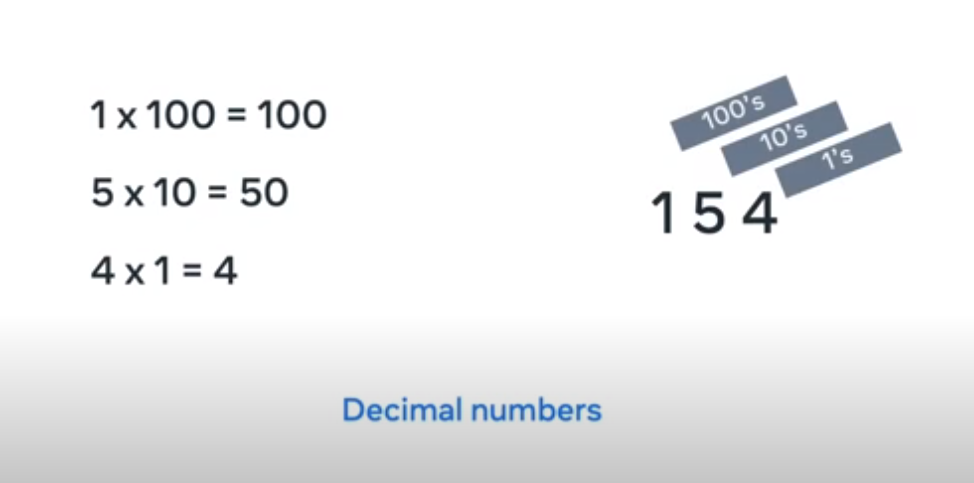 1 x 100 = 100
5 x 10 = 50
4 x 1 = 4
100's
10's
1's
1 5 4
Decimal numbers